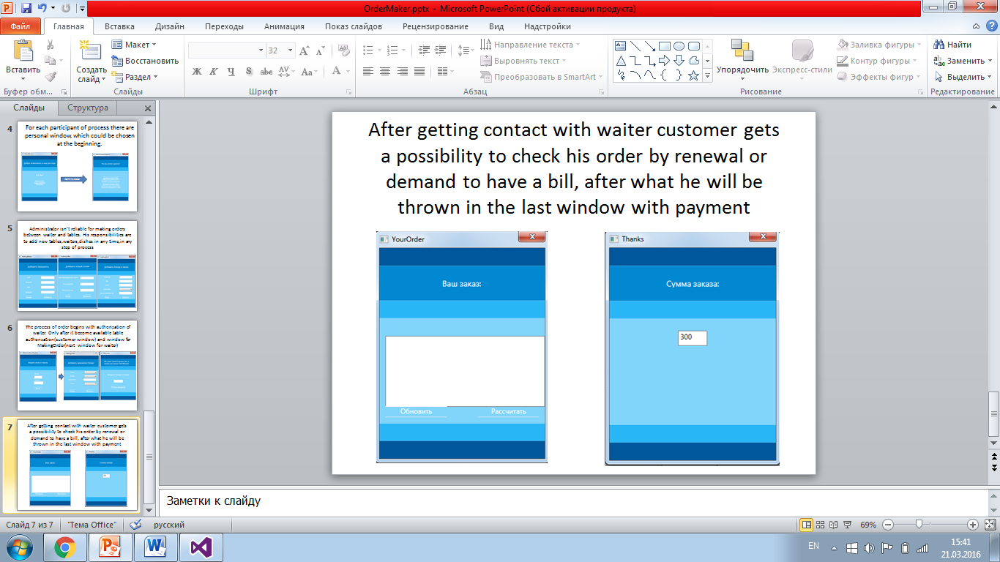 OrderMaker.pptx - Microsoft PowerPoint (Сбой активации продукта)
Файл Главная Вставка Дизайн Переходы Анимация Показ слайдов Рецензирование Вид Надстройки
Вставить
Буфер обм...
Создать слайд
Макет
Восстановить
Раздел
Слайды
32
Ж К Ч S abc AV Aa A
Шрифт
Направление текста
Выровнять текст
Преобразовать в SmartArt
Абзац
Упорядочить
Экспресс-стили
Заливка фигуры
Контур фигуры
Эффекты фигур
Рисование
Найти
Заменить
Выделить
Редактирование
Слайды Структура
4
For each participant of process there are
personal window, which could be chosen
at the beginning.
5
Administrator isn't reliable for making orders
between waiter and tables. His responsibilities are
to add new tables,waiters,dishes in any time,in any
step of process
6
The process of order begins with authorisation of
waiter. Only after it become available table
authorisation(customer window) and window for
MakingOrder(next window for waiter)
7
After getting contact with waiter customer gets
a possibility to check his order by renewal or
demand to have a bill, after what he will be
thrown in the last window with payment
After getting contact with waiter customer gets
a possibility to check his order by renewal or
demand to have a bill, after what he will be
thrown in the last window with payment
YourOrder
Ваш заказ:
Обновить Рассчитать
Thanks
Сумма заказа:
300
Заметки к слайду
Слайд 7 из 7 "Тема Office" русский 69%
EN 15:41
21.03.2016